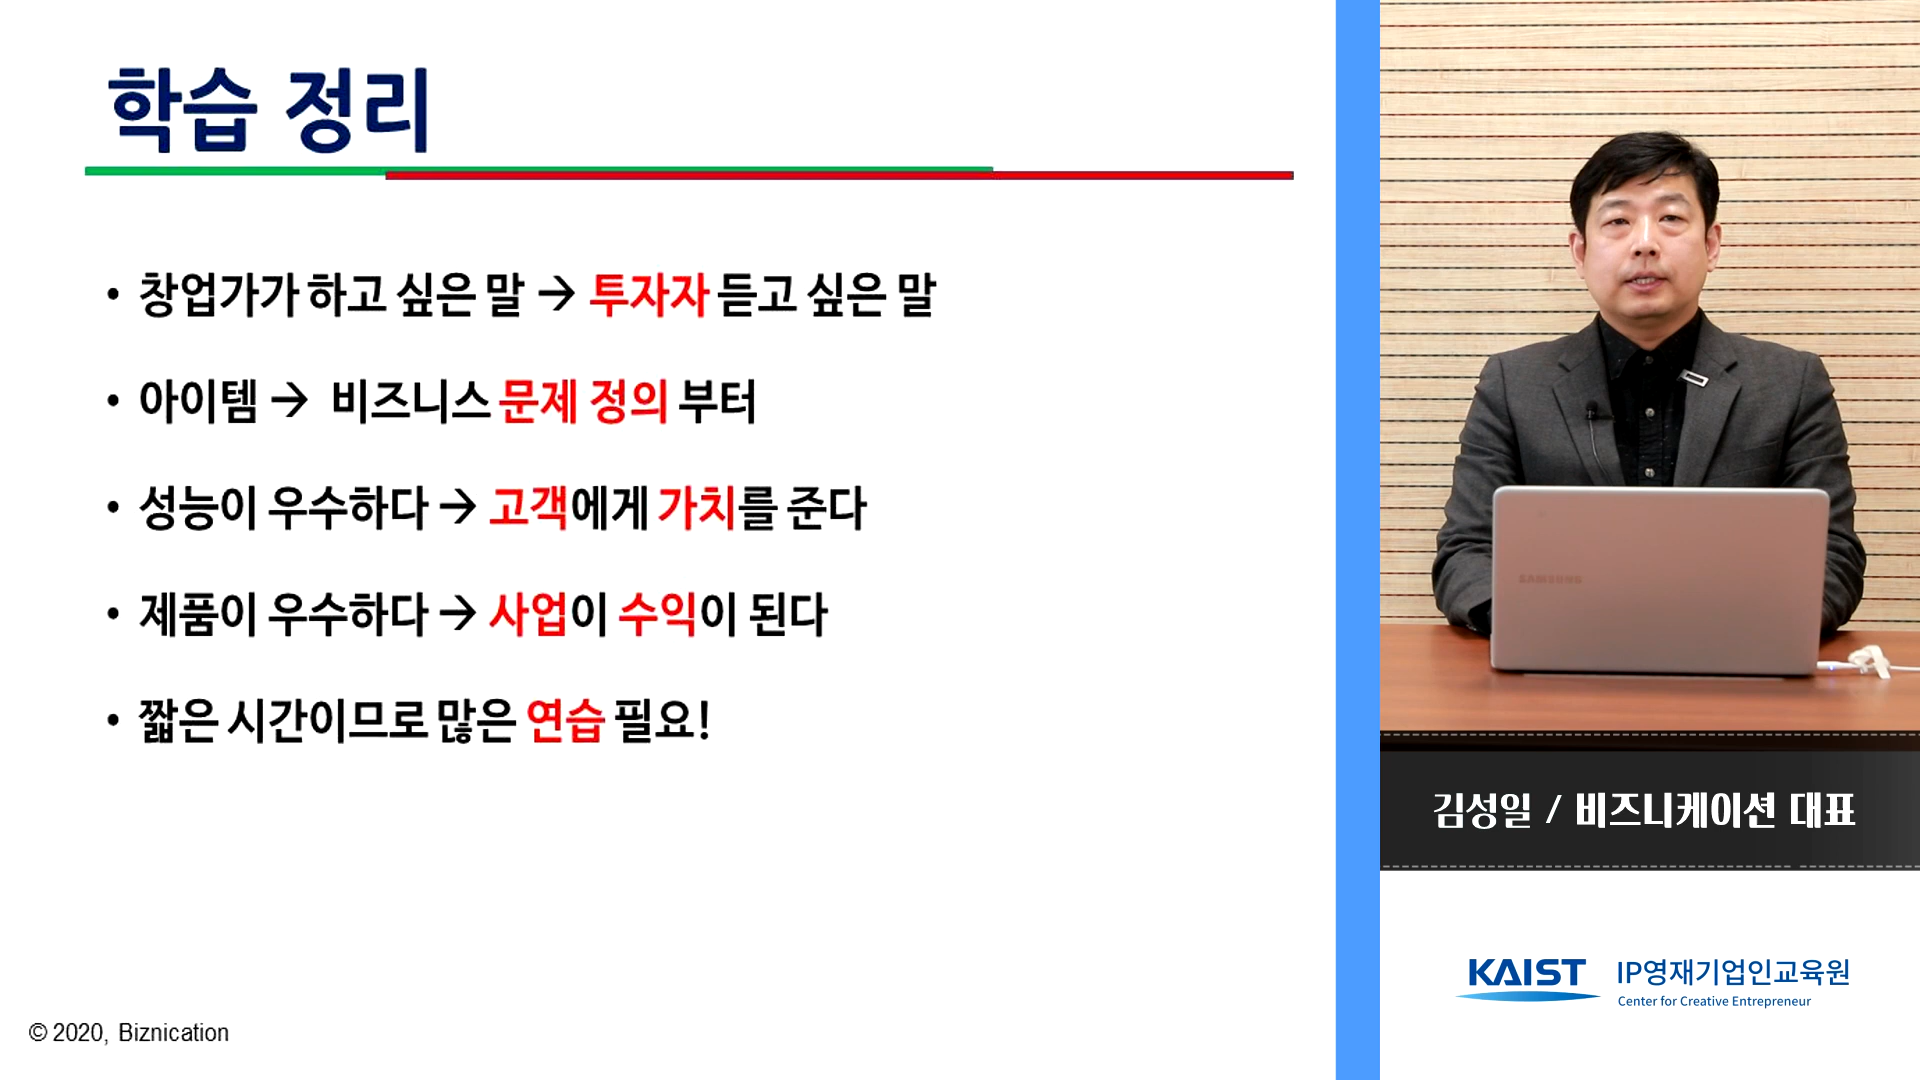 학습 정리
• 창업가가 하고 싶은 말 → 투자자 듣고 싶은 말
• 아이템 → 비즈니스 문제 정의 부터
• 성능이 우수하다 → 고객에게 가치를 준다
• 제품이 우수하다 → 사업이 수익이 된다
• 짧은 시간이므로 많은 연습 필요!
© 2020, Biznication
SAMSUNG
김성일 / 비즈니케이션 대표
KAIST IP영재기업인교육원
Center for Creative Entrepreneur